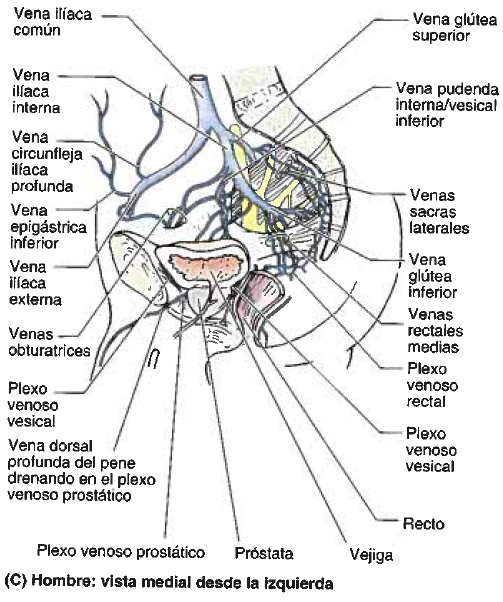 Vena ilíaca
común
Vena
ilíaca
interna
Vena
circunfleja
ilíaca
profunda
Vena
epigástrica
inferior
Vena
ilíaca
externa
Venas
obturatrices
Plexo
venoso
vesical
Vena dorsal
profunda del pene
drenando en el plexo
venoso prostático
Vena glútea
superior
Vena pudenda
interna/vesical
inferior
Venas
sacras
laterales
Vena
glútea
inferior
Venas
rectales
medias
Plexo
venoso
rectal
Plexo
venoso
vesical
Recto
Plexo venoso prostático
Próstata
Vejiga
(C) Hombre: vista medial desde la izquierda